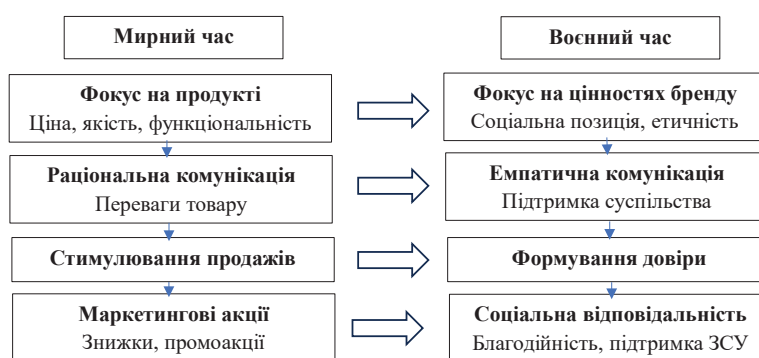 Мирний час
Воєнний час
Фокус на продукті
Ціна, якість, функціональність
Фокус на цінностях бренду
Соціальна позиція, етичність
Раціональна комунікація
Переваги товару
Емпатична комунікація
Підтримка суспільства
Стимулювання продажів
Формування довіри
Маркетингові акції
Знижки, промоакції
Соціальна відповідальність
Благодійність, підтримка ЗСУ